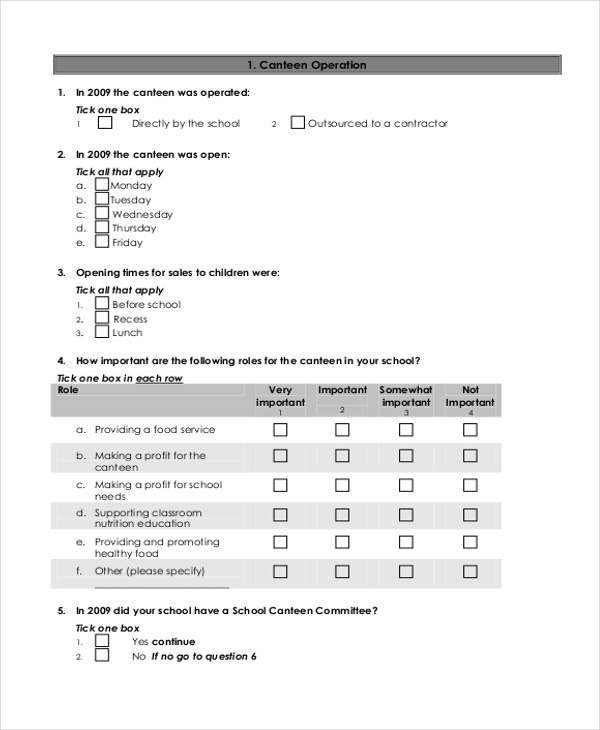 1. Canteen Operation
1. In 2009 the canteen was operated:
Tick one box
1 Directly by the school 2 Outsourced to a contractor
2. In 2009 the canteen was open:
Tick all that apply
a. Monday
b. Tuesday
c. Wednesday
d. Thursday
e. Friday
3. Opening times for sales to children were:
Tick all that apply
1. Before school
2. Recess
3. Lunch
4. How important are the following roles for the canteen in your school?
Tick one box in each row
Role Very Important Somewhat Not
important important Important
1 2 3 4
a. Providing a food service
b. Making a profit for the
canteen
c. Making a profit for school
needs
d. Supporting classroom
nutrition education
e. Providing and promoting
healthy food
f. Other (please specify)
5. In 2009 did your school have a School Canteen Committee?
Tick one box
1. Yes continue
2. No If no go to question 6